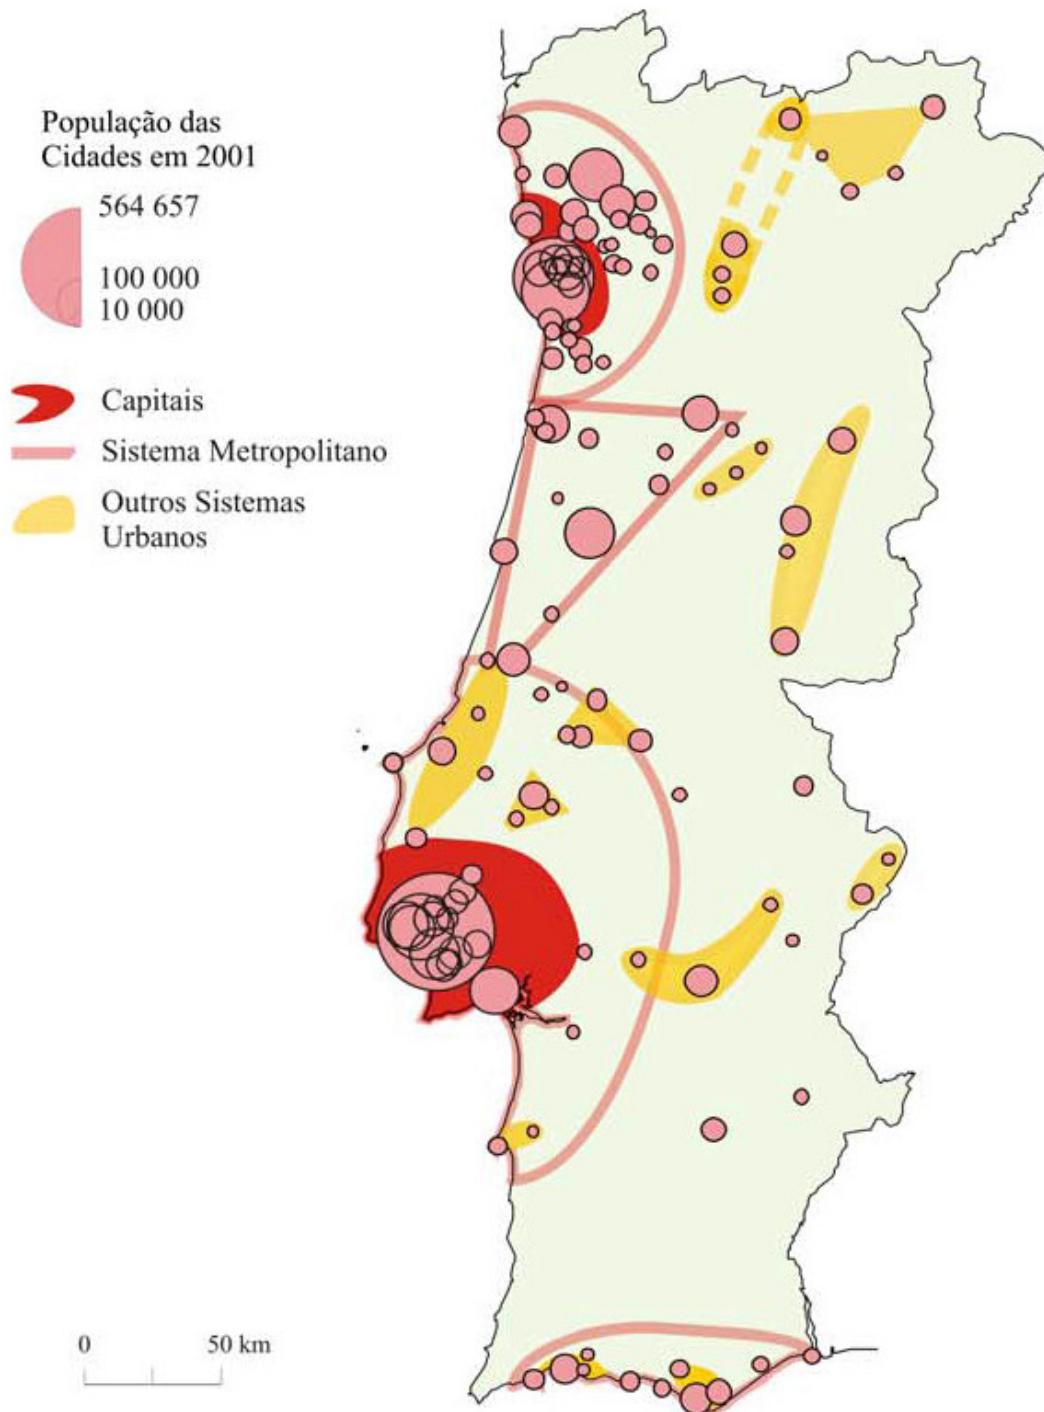 População das
Cidades em 2001
564 657
100 000
10 000
Capitais
Sistema Metropolitano
Outros Sistemas
Urbanos
0 50 km